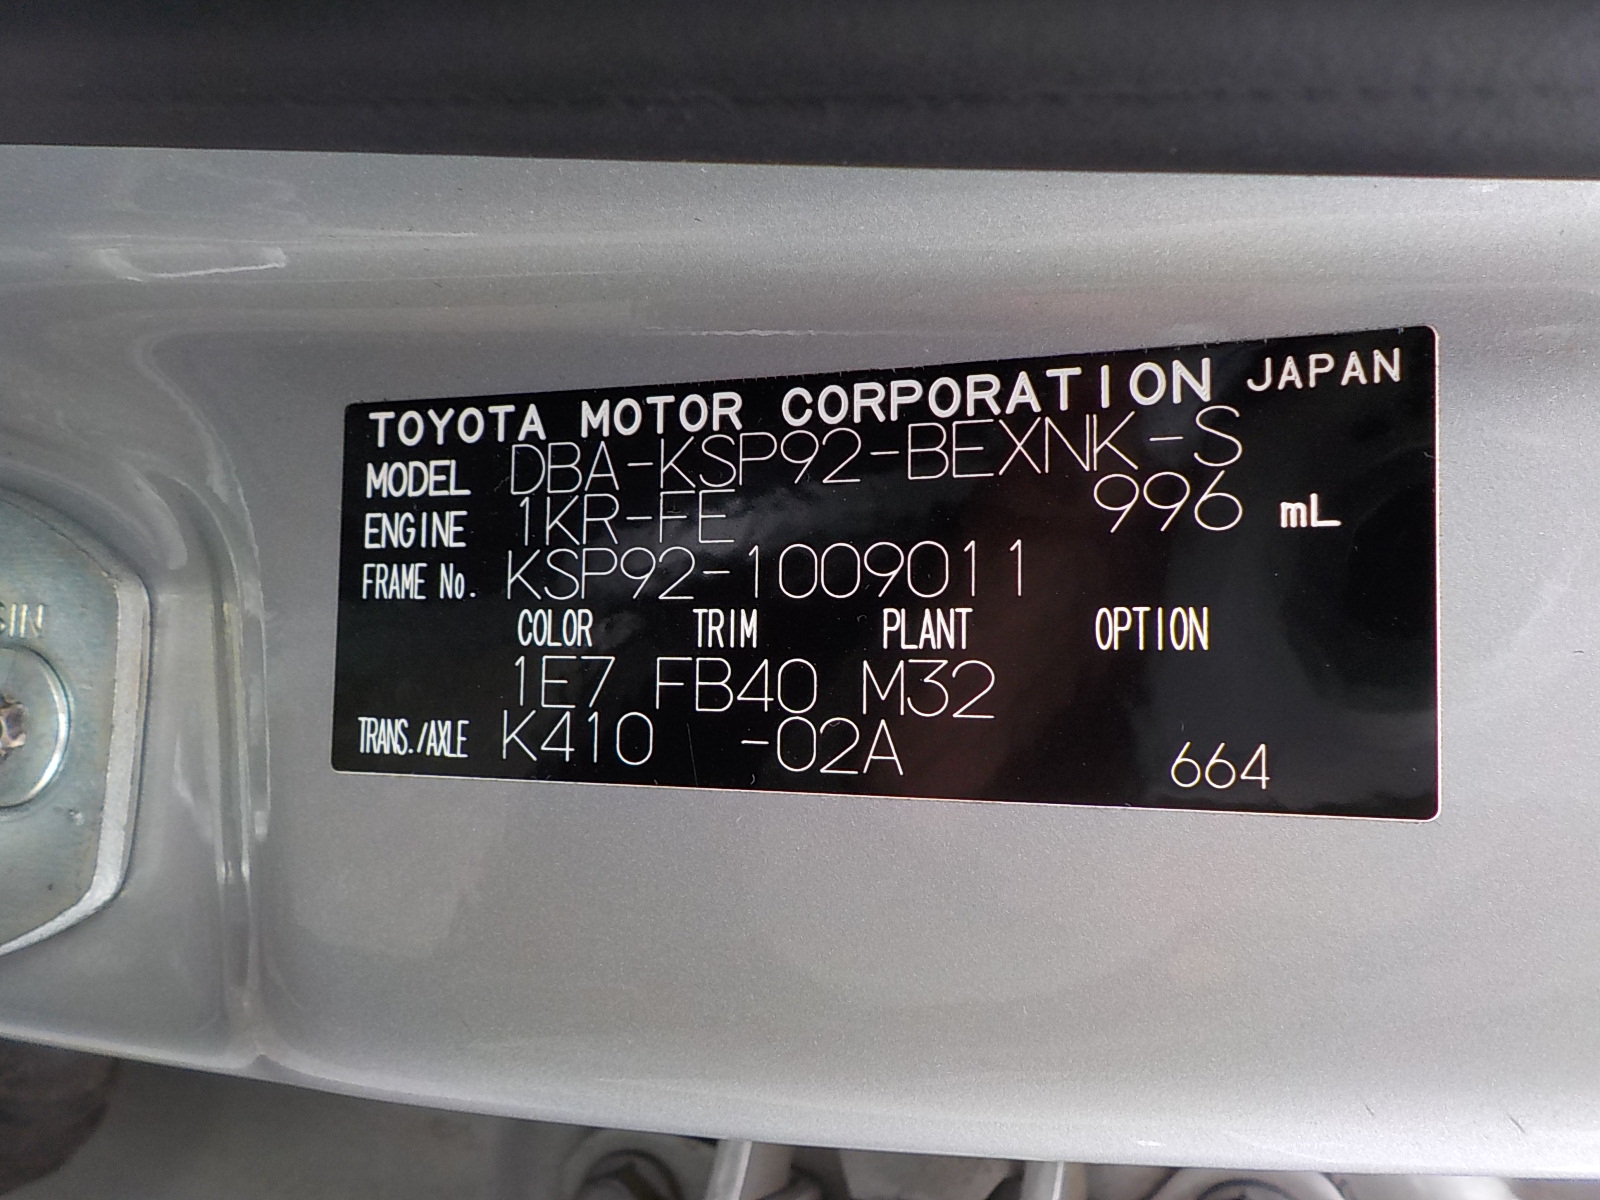 TOYOTA MOTOR CORPORATION JAPAN
MODEL DBA-KSP92-BEXNK-S
ENGINE 1KR-FE 996 mL
FRAME No. KSP92-1009011
COLOR TRIM PLANT OPTION
1E7 FB40 M32
TRANS./AXLE K410 -02A 664